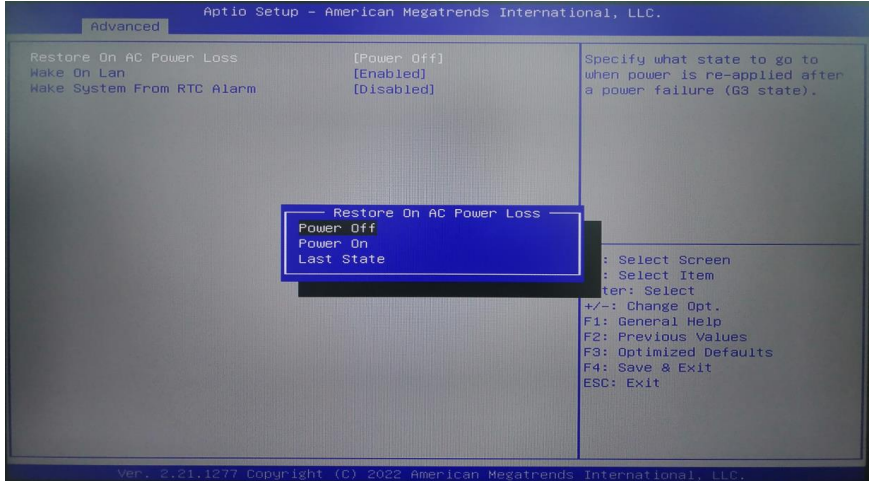 Aptio Setup – American Megatrends International, LLC.
Advanced
Restore On AC Power Loss [Power Off]
Wake On Lan [Enabled]
Wake System From RTC Alarm [Disabled]
Specify what state to go to
when power is re-applied after
a power failure (G3 state).
Restore On AC Power Loss
Power Off
Power On
Last State
: Select Screen
: Select Item
ter: Select
+/-: Change Opt.
F1: General Help
F2: Previous Values
F3: Optimized Defaults
F4: Save & Exit
ESC: Exit
Ver. 2.21.1277 Copyright (C) 2022 American Megatrends International, LLC.